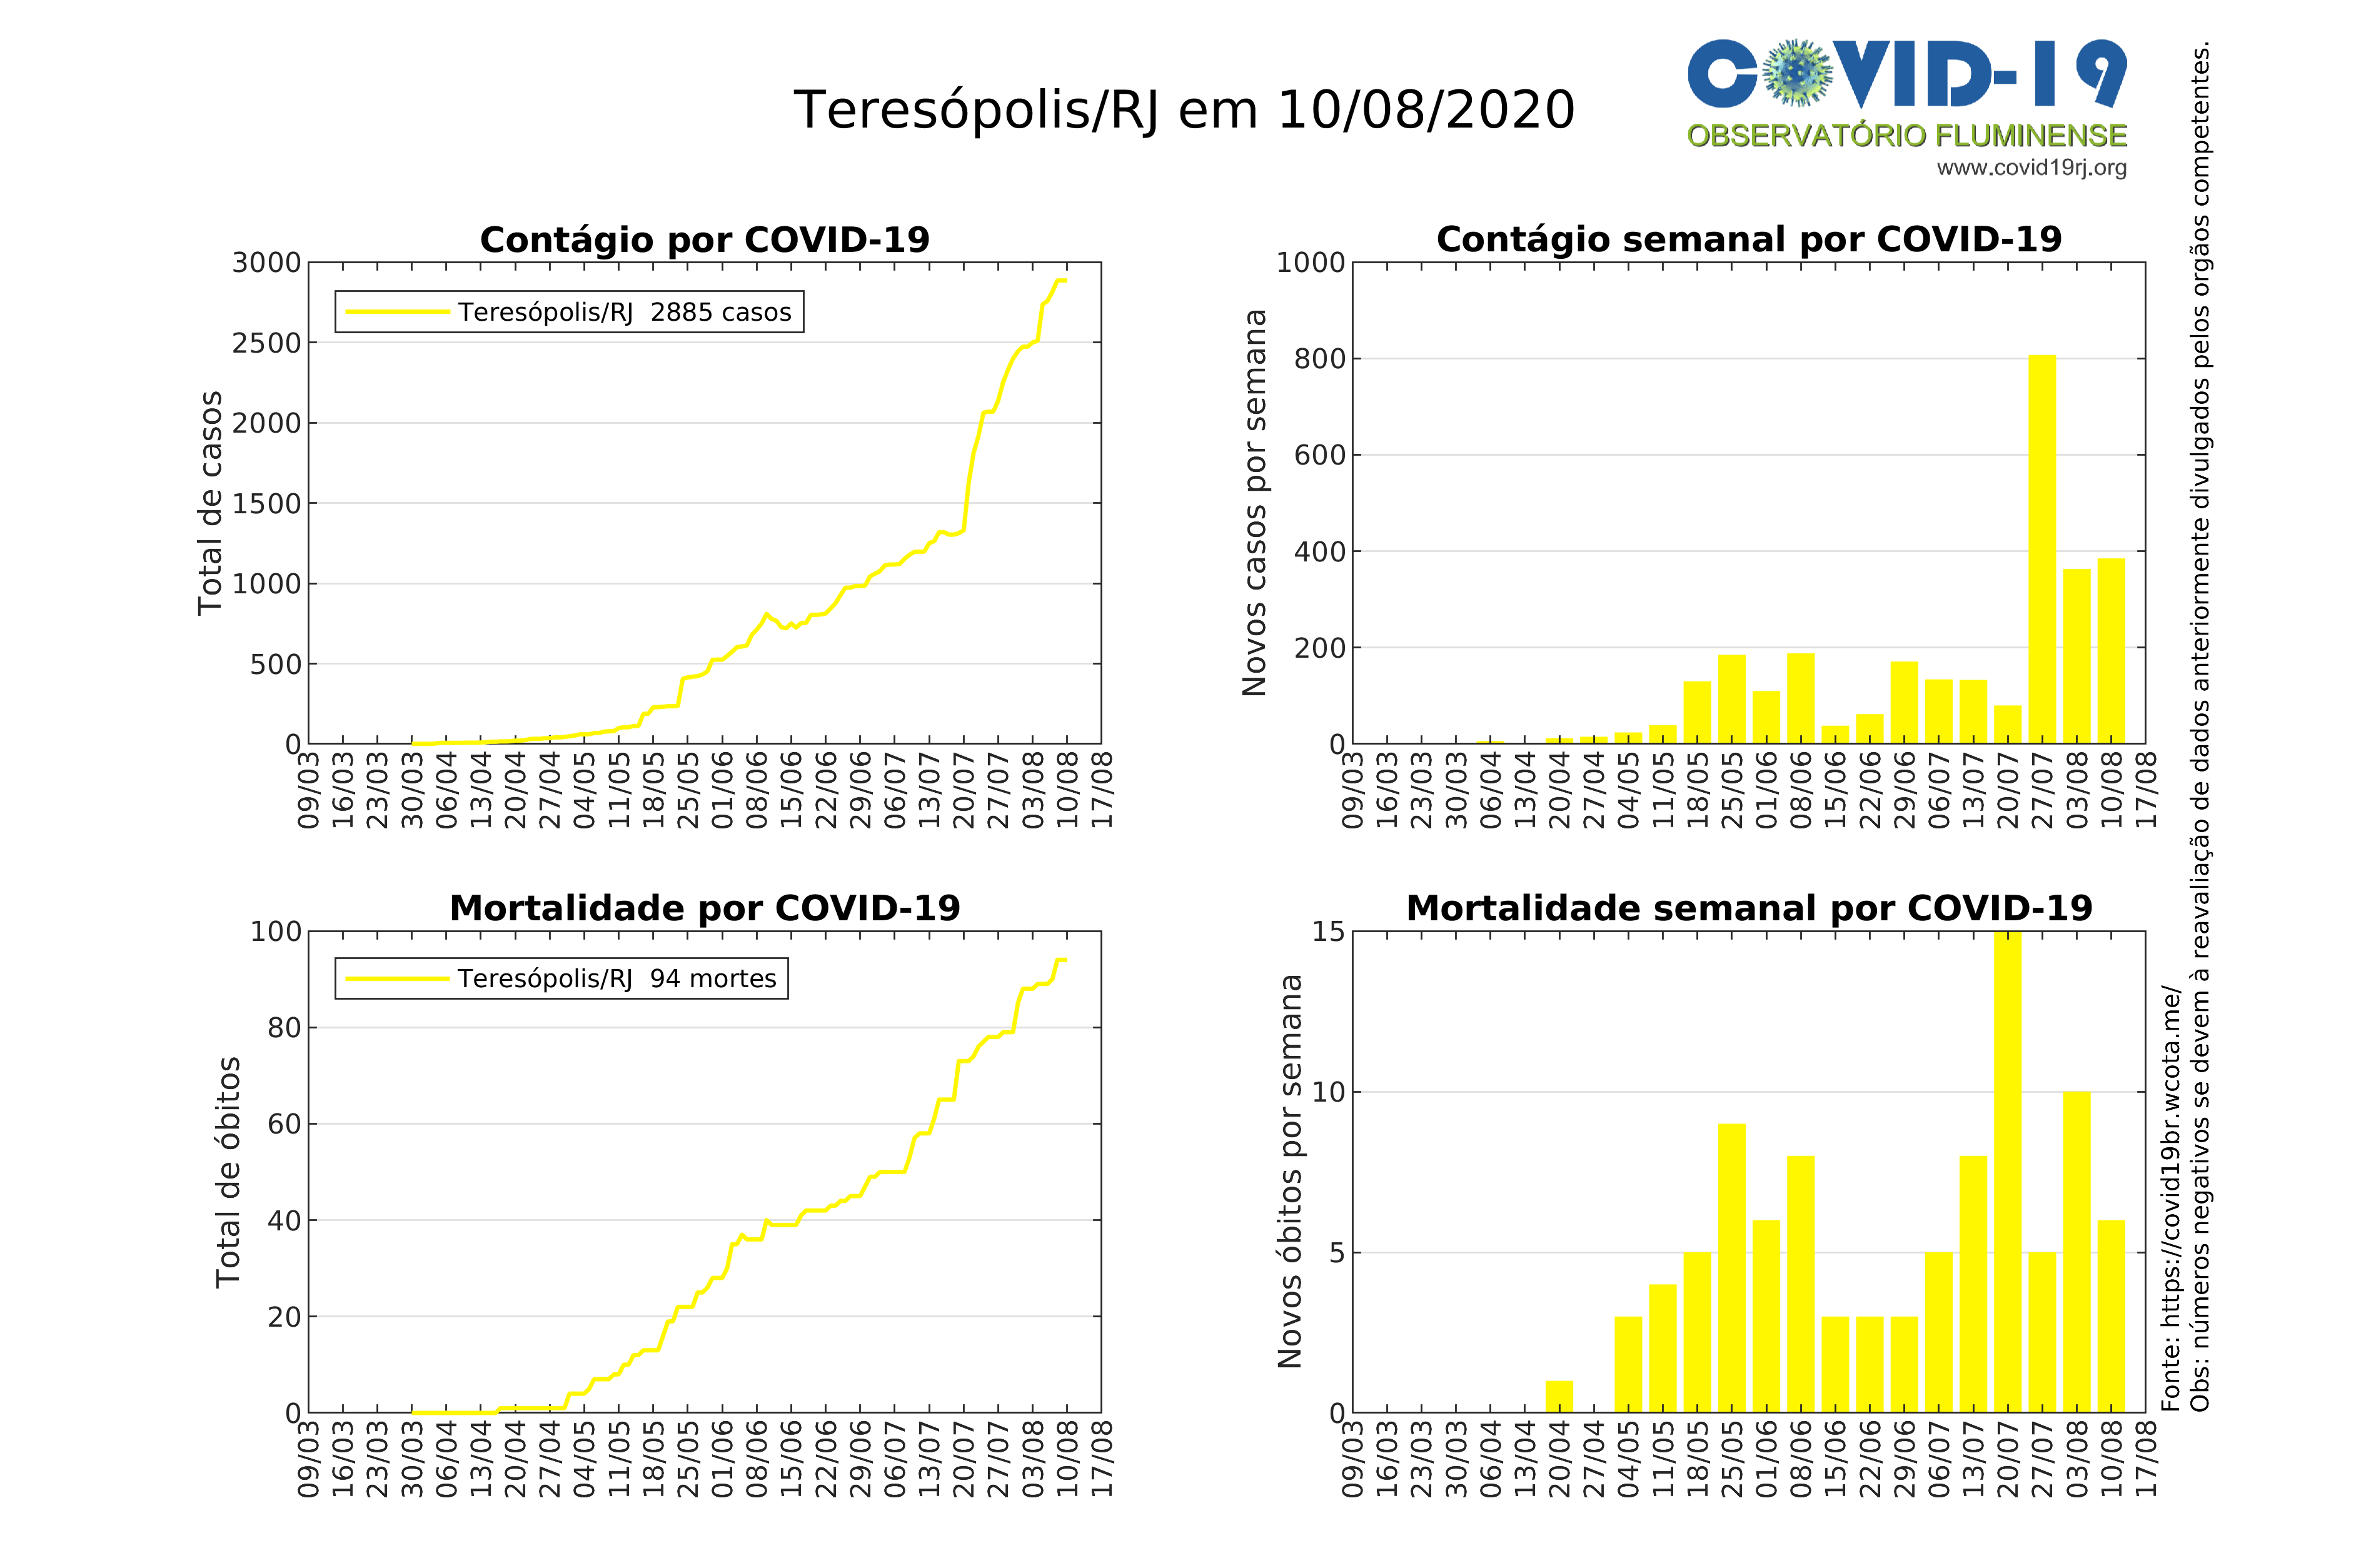 Teresópolis/RJ em 10/08/2020
COVID-19
OBSERVATÓRIO FLUMINENSE
www.covid19rj.org
Contágio por COVID-19
Total de casos
3000
2500
2000
1500
1000
500
0
Teresópolis/RJ 2885 casos
09/03 16/03 23/03 30/03 06/04 13/04 20/04 27/04 04/05 11/05 18/05 25/05 01/06 08/06 15/06 22/06 29/06 06/07 13/07 20/07 27/07 03/08 10/08 17/08
Contágio semanal por COVID-19
Novos casos por semana
1000
800
600
400
200
0
09/03 16/03 23/03 30/03 06/04 13/04 20/04 27/04 04/05 11/05 18/05 25/05 01/06 08/06 15/06 22/06 29/06 06/07 13/07 20/07 27/07 03/08 10/08 17/08
Mortalidade por COVID-19
Total de óbitos
100
80
60
40
20
0
Teresópolis/RJ 94 mortes
09/03 16/03 23/03 30/03 06/04 13/04 20/04 27/04 04/05 11/05 18/05 25/05 01/06 08/06 15/06 22/06 29/06 06/07 13/07 20/07 27/07 03/08 10/08 17/08
Mortalidade semanal por COVID-19
Novos óbitos por semana
15
10
5
0
09/03 16/03 23/03 30/03 06/04 13/04 20/04 27/04 04/05 11/05 18/05 25/05 01/06 08/06 15/06 22/06 29/06 06/07 13/07 20/07 27/07 03/08 10/08 17/08
Fonte: https://covid19br.wcota.me/
Obs: números negativos se devem à reavaliação de dados anteriormente divulgados pelos orgãos competentes.